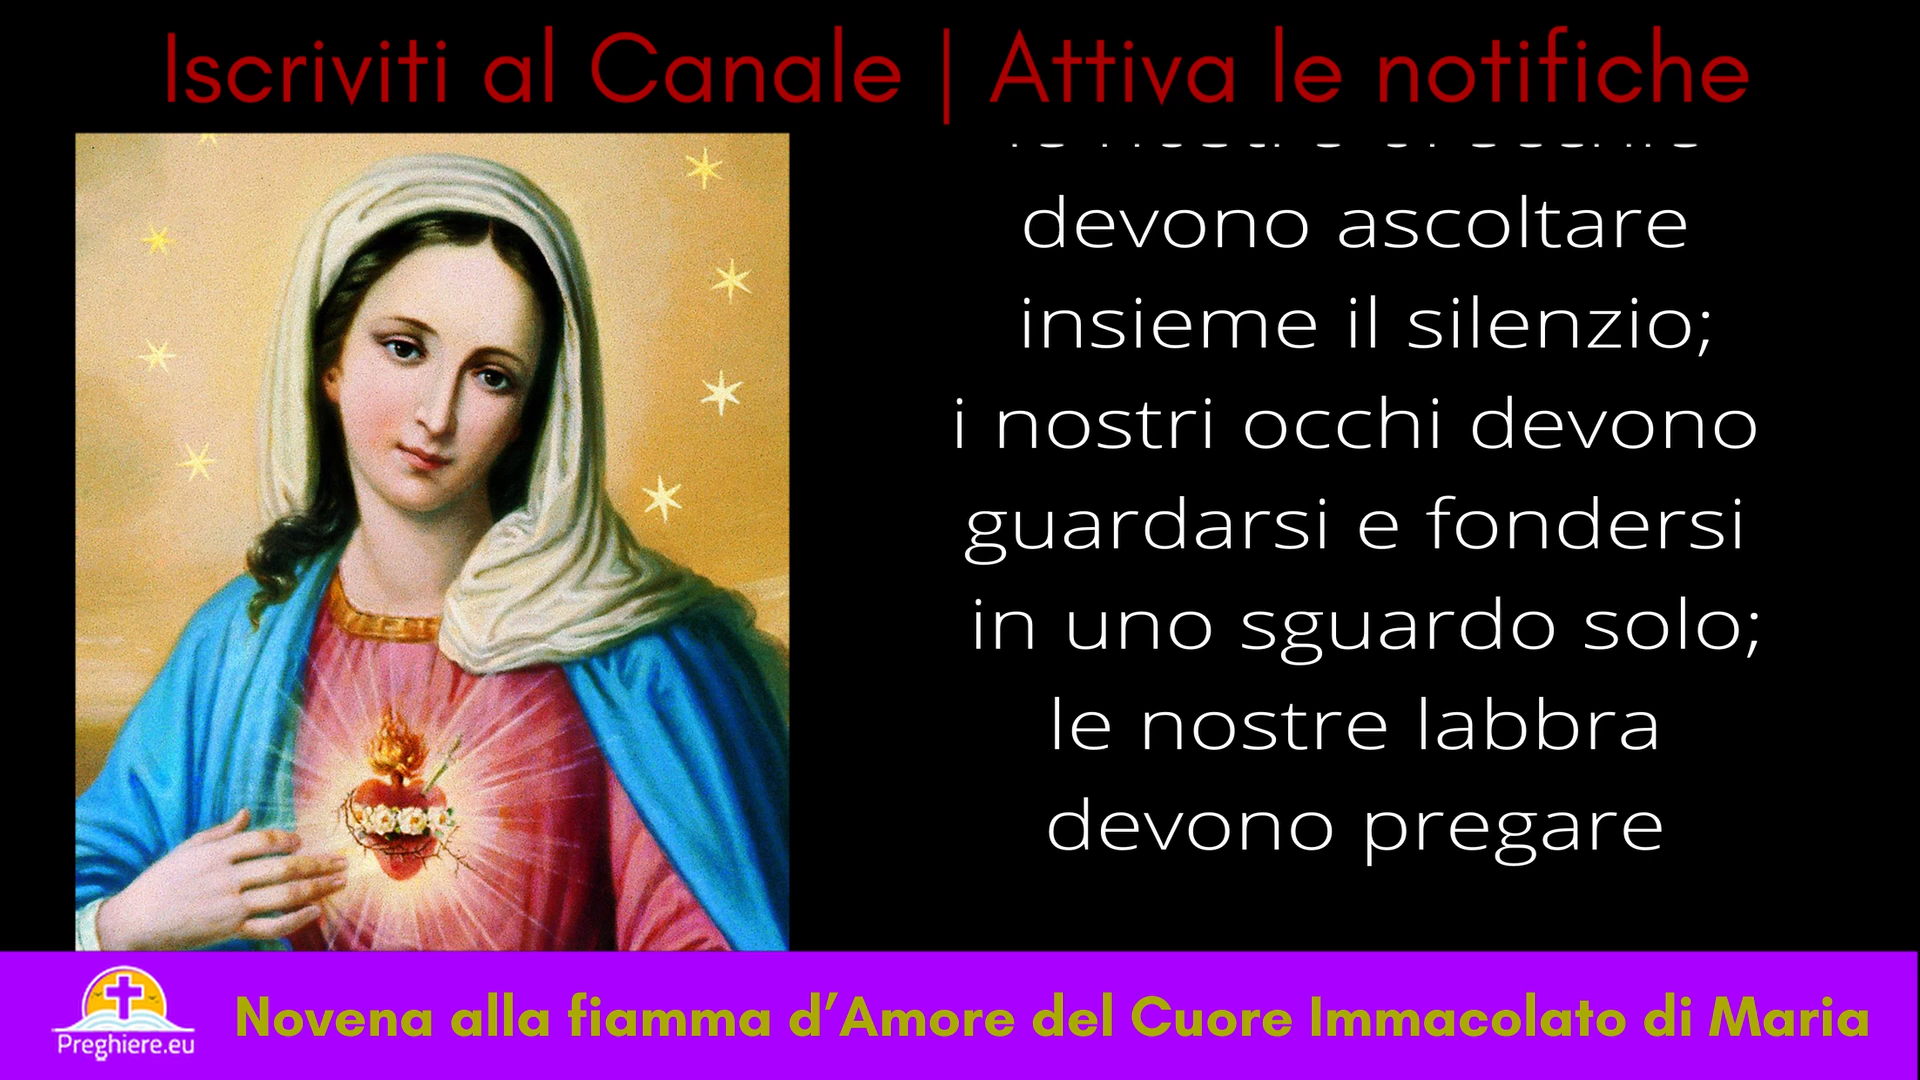 Iscriviti al Canale | Attiva le notifiche
devono ascoltare
insieme il silenzio;
i nostri occhi devono
guardarsi e fondersi
in uno sguardo solo;
le nostre labbra
devono pregare
Preghiere.eu
Novena alla fiamma d’Amore del Cuore Immacolato di Maria